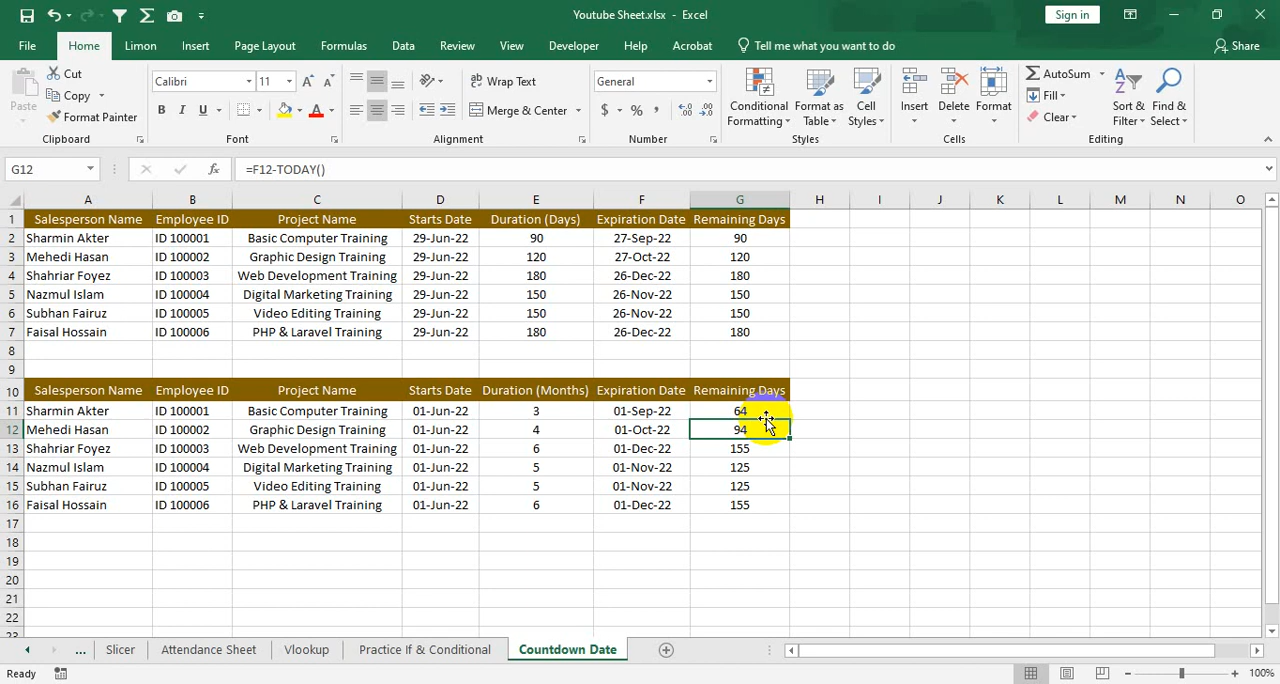 Youtube Sheet.xlsx - Excel
Sign in
File Home Limon Insert Page Layout Formulas Data Review View Developer Help Acrobat Tell me what you want to do Share
Paste Cut Copy Format Painter Clipboard
Calibri 11 B I U A Font
Wrap Text Merge & Center Alignment
General $ % , Number
Conditional Formatting Format as Table Cell Styles Styles
Insert Delete Format Cells
AutoSum Fill Clear Sort & Filter Find & Select Editing
G12 fx =F12-TODAY()
A B C D E F G H I J K L M N O
1 Salesperson Name Employee ID Project Name Starts Date Duration (Days) Expiration Date Remaining Days
2 Sharmin Akter ID 100001 Basic Computer Training 29-Jun-22 90 27-Sep-22 90
3 Mehedi Hasan ID 100002 Graphic Design Training 29-Jun-22 120 27-Oct-22 120
4 Shahriar Foyez ID 100003 Web Development Training 29-Jun-22 180 26-Dec-22 180
5 Nazmul Islam ID 100004 Digital Marketing Training 29-Jun-22 150 26-Nov-22 150
6 Subhan Fairuz ID 100005 Video Editing Training 29-Jun-22 150 26-Nov-22 150
7 Faisal Hossain ID 100006 PHP & Laravel Training 29-Jun-22 180 26-Dec-22 180
8
9
10 Salesperson Name Employee ID Project Name Starts Date Duration (Months) Expiration Date Remaining Days
11 Sharmin Akter ID 100001 Basic Computer Training 01-Jun-22 3 01-Sep-22 64
12 Mehedi Hasan ID 100002 Graphic Design Training 01-Jun-22 4 01-Oct-22 94
13 Shahriar Foyez ID 100003 Web Development Training 01-Jun-22 6 01-Dec-22 155
14 Nazmul Islam ID 100004 Digital Marketing Training 01-Jun-22 5 01-Nov-22 125
15 Subhan Fairuz ID 100005 Video Editing Training 01-Jun-22 5 01-Nov-22 125
16 Faisal Hossain ID 100006 PHP & Laravel Training 01-Jun-22 6 01-Dec-22 155
17
18
19
20
21
22
23
... Slicer Attendance Sheet Vlookup Practice If & Conditional Countdown Date
Ready 100%